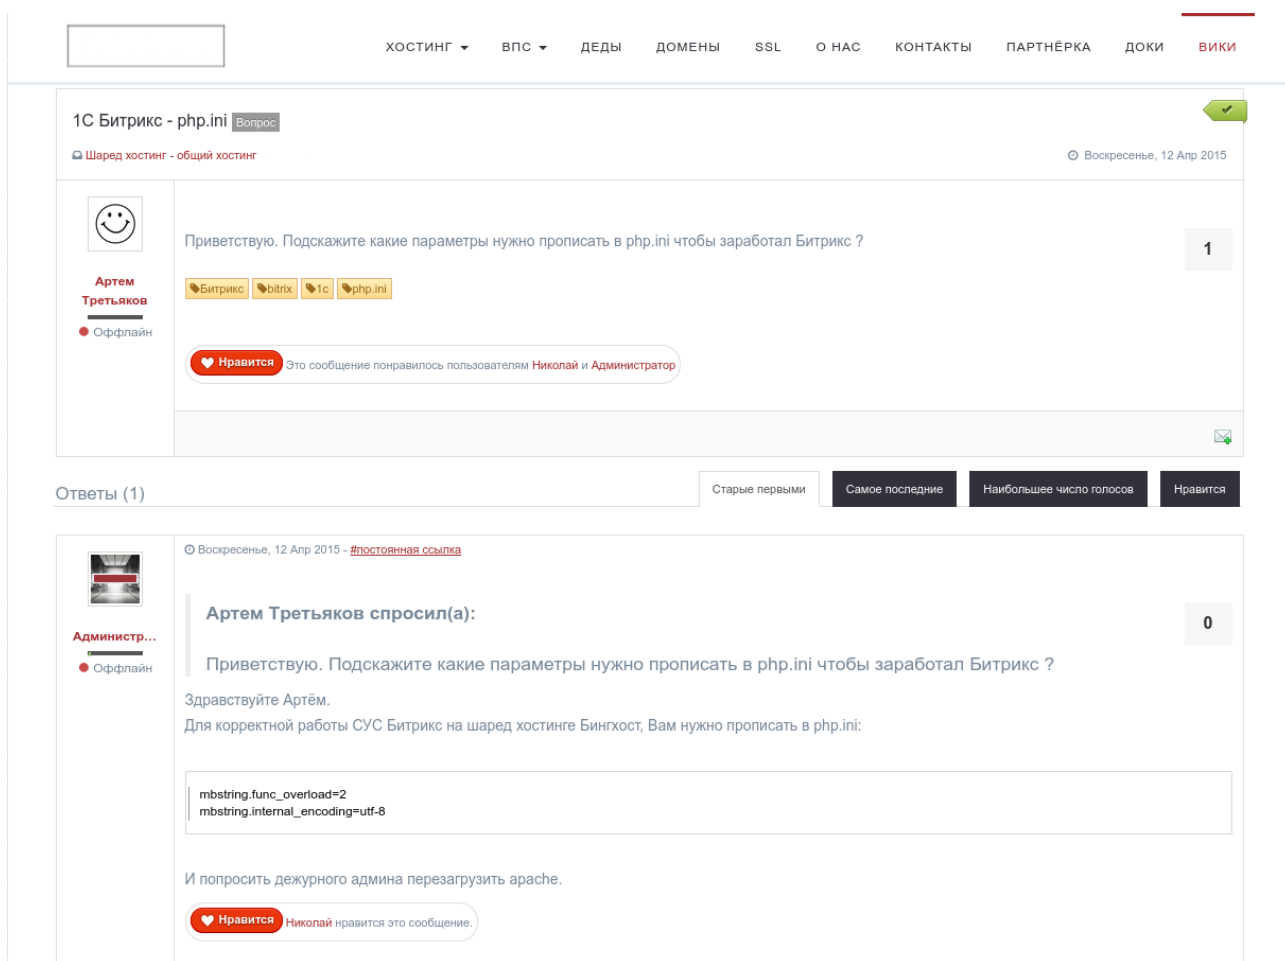 ХОСТИНГ ВПС ДЕДЫ ДОМЕНЫ SSL О НАС КОНТАКТЫ ПАРТНЁРКА ДОКИ ВИКИ
1С Битрикс - php.ini Вопрос
Шаред хостинг - общий хостинг Воскресенье, 12 Апр 2015
Приветствую. Подскажите какие параметры нужно прописать в php.ini чтобы заработал Битрикс ?
1
Артем
Третьяков
Оффлайн
Битрикс bitrix 1с php.ini
Нравится Это сообщение понравилось пользователям Николай и Администратор
Ответы (1) Старые первыми Самое последние Наибольшее число голосов Нравится
Воскресенье, 12 Апр 2015 - #постоянная ссылка
Администр...
Оффлайн
Артем Третьяков спросил(а):
0
Приветствую. Подскажите какие параметры нужно прописать в php.ini чтобы заработал Битрикс ?
Здравствуйте Артём.
Для корректной работы СУС Битрикс на шаред хостинге Бингхост, Вам нужно прописать в php.ini:
mbstring.func_overload=2
mbstring.internal_encoding=utf-8
И попросить дежурного админа перезагрузить apache.
Нравится Николай нравится это сообщение.